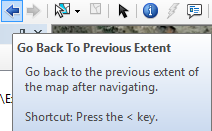 Go Back To Previous Extent
Go back to the previous extent of
the map after navigating.
Shortcut: Press the < key.